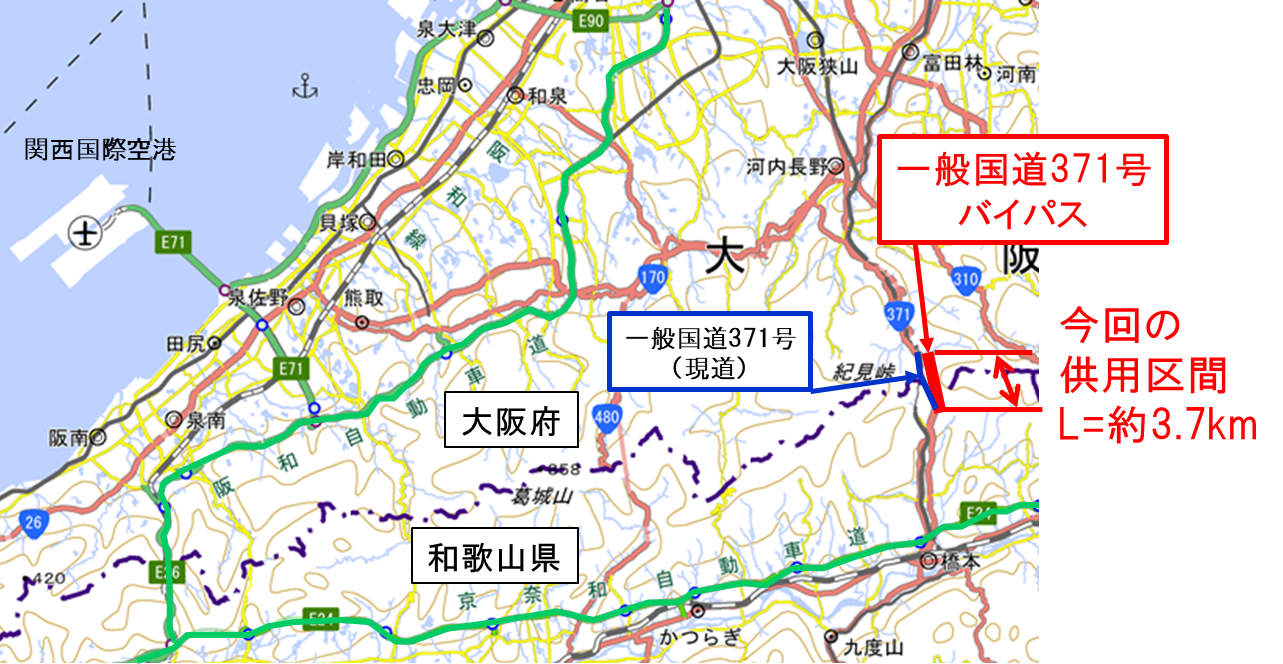 E90
泉大津
忠岡
和泉
大阪狭山
富田林
河南
関西国際空港
岸和田
阪
和
線
河内長野
一般国道371号
バイパス
貝塚
E71
大
阪
170
310
泉佐野
熊取
371
田尻
E71
一般国道371号
（現道）
紀見峠
今回の
供用区間
L=約3.7km
泉南
阪南
大阪府
480
阪
和
自
動
車
道
858
葛城山
26
和歌山県
E24
420
E26
橋本
京
奈
和
自
動
車
道
E24
かつらぎ
九度山